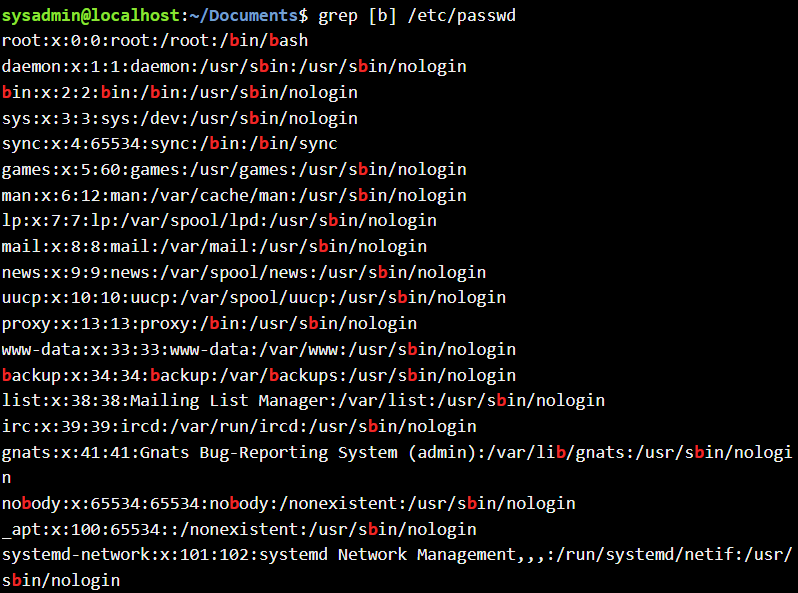 sysadmin@localhost:~/Documents$ grep [b] /etc/passwd
root:x:0:0:root:/root:/bin/bash
daemon:x:1:1:daemon:/usr/sbin:/usr/sbin/nologin
bin:x:2:2:bin:/bin:/usr/sbin/nologin
sys:x:3:3:sys:/dev:/usr/sbin/nologin
sync:x:4:65534:sync:/bin:/bin/sync
games:x:5:60:games:/usr/games:/usr/sbin/nologin
man:x:6:12:man:/var/cache/man:/usr/sbin/nologin
lp:x:7:7:lp:/var/spool/lpd:/usr/sbin/nologin
mail:x:8:8:mail:/var/mail:/usr/sbin/nologin
news:x:9:9:news:/var/spool/news:/usr/sbin/nologin
uucp:x:10:10:uucp:/var/spool/uucp:/usr/sbin/nologin
proxy:x:13:13:proxy:/bin:/usr/sbin/nologin
www-data:x:33:33:www-data:/var/www:/usr/sbin/nologin
backup:x:34:34:backup:/var/backups:/usr/sbin/nologin
list:x:38:38:Mailing List Manager:/var/list:/usr/sbin/nologin
irc:x:39:39:ircd:/var/run/ircd:/usr/sbin/nologin
gnats:x:41:41:Gnats Bug-Reporting System (admin):/var/lib/gnats:/usr/sbin/nologi
n
nobody:x:65534:65534:nobody:/nonexistent:/usr/sbin/nologin
_apt:x:100:65534::/nonexistent:/usr/sbin/nologin
systemd-network:x:101:102:systemd Network Management,,,:/run/systemd/netif:/usr/
sbin/nologin